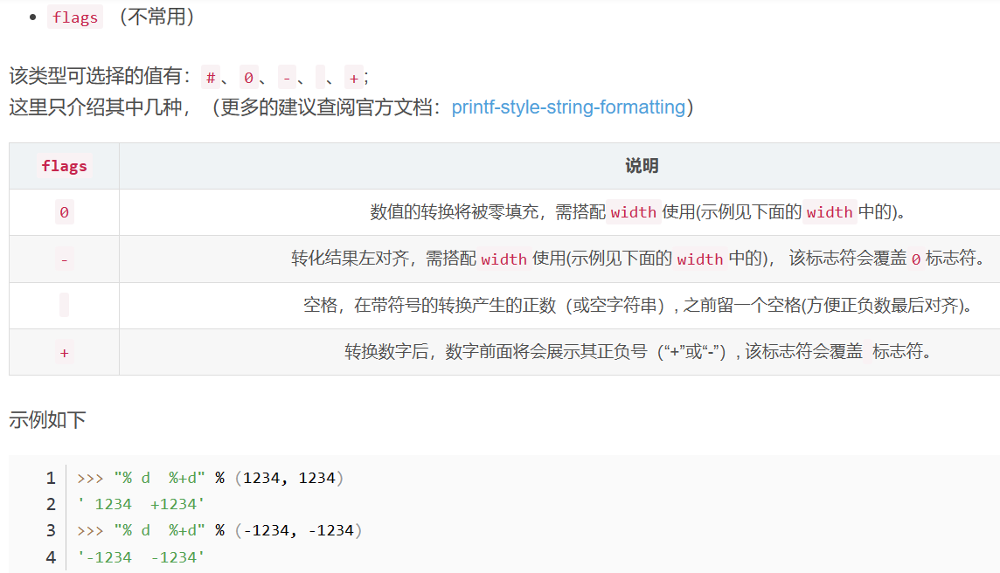 • flags （不常用）
该类型可选择的值有：#、0、-、 、+；
这里只介绍其中几种，（更多的建议查阅官方文档：printf-style-string-formatting）
flags 说明
0 数值的转换将被零填充，需搭配 width 使用(示例见下面的 width 中的)。
- 转化结果左对齐，需搭配 width 使用(示例见下面的 width 中的)， 该标志符会覆盖 0 标志符。
空格，在带符号的转换产生的正数（或空字符串）, 之前留一个空格(方便正负数最后对齐)。
+ 转换数字后，数字前面将会展示其正负号（“+”或“-”）, 该标志符会覆盖   标志符。
示例如下
1 >>> "% d  %+d" % (1234, 1234)
2 ' 1234  +1234'
3 >>> "% d  %+d" % (-1234, -1234)
4 '-1234  -1234'